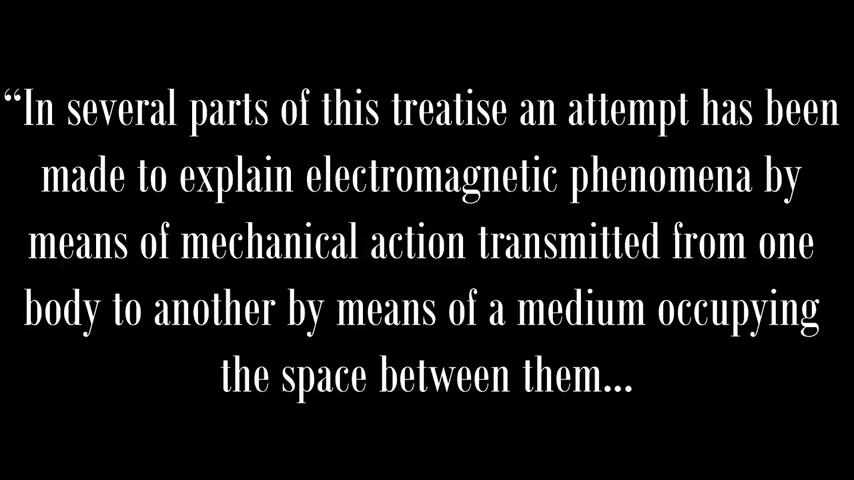 “In several parts of this treatise an attempt has been
made to explain electromagnetic phenomena by
means of mechanical action transmitted from one
body to another by means of a medium occupying
the space between them...